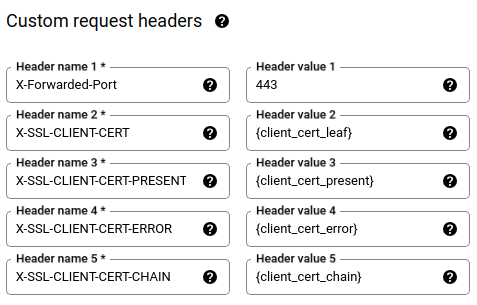 Custom request headers
Header name 1 * Header value 1
X-Forwarded-Port 443
Header name 2 * Header value 2
X-SSL-CLIENT-CERT {client_cert_leaf}
Header name 3 * Header value 3
X-SSL-CLIENT-CERT-PRESENT {client_cert_present}
Header name 4 * Header value 4
X-SSL-CLIENT-CERT-ERROR {client_cert_error}
Header name 5 * Header value 5
X-SSL-CLIENT-CERT-CHAIN {client_cert_chain}